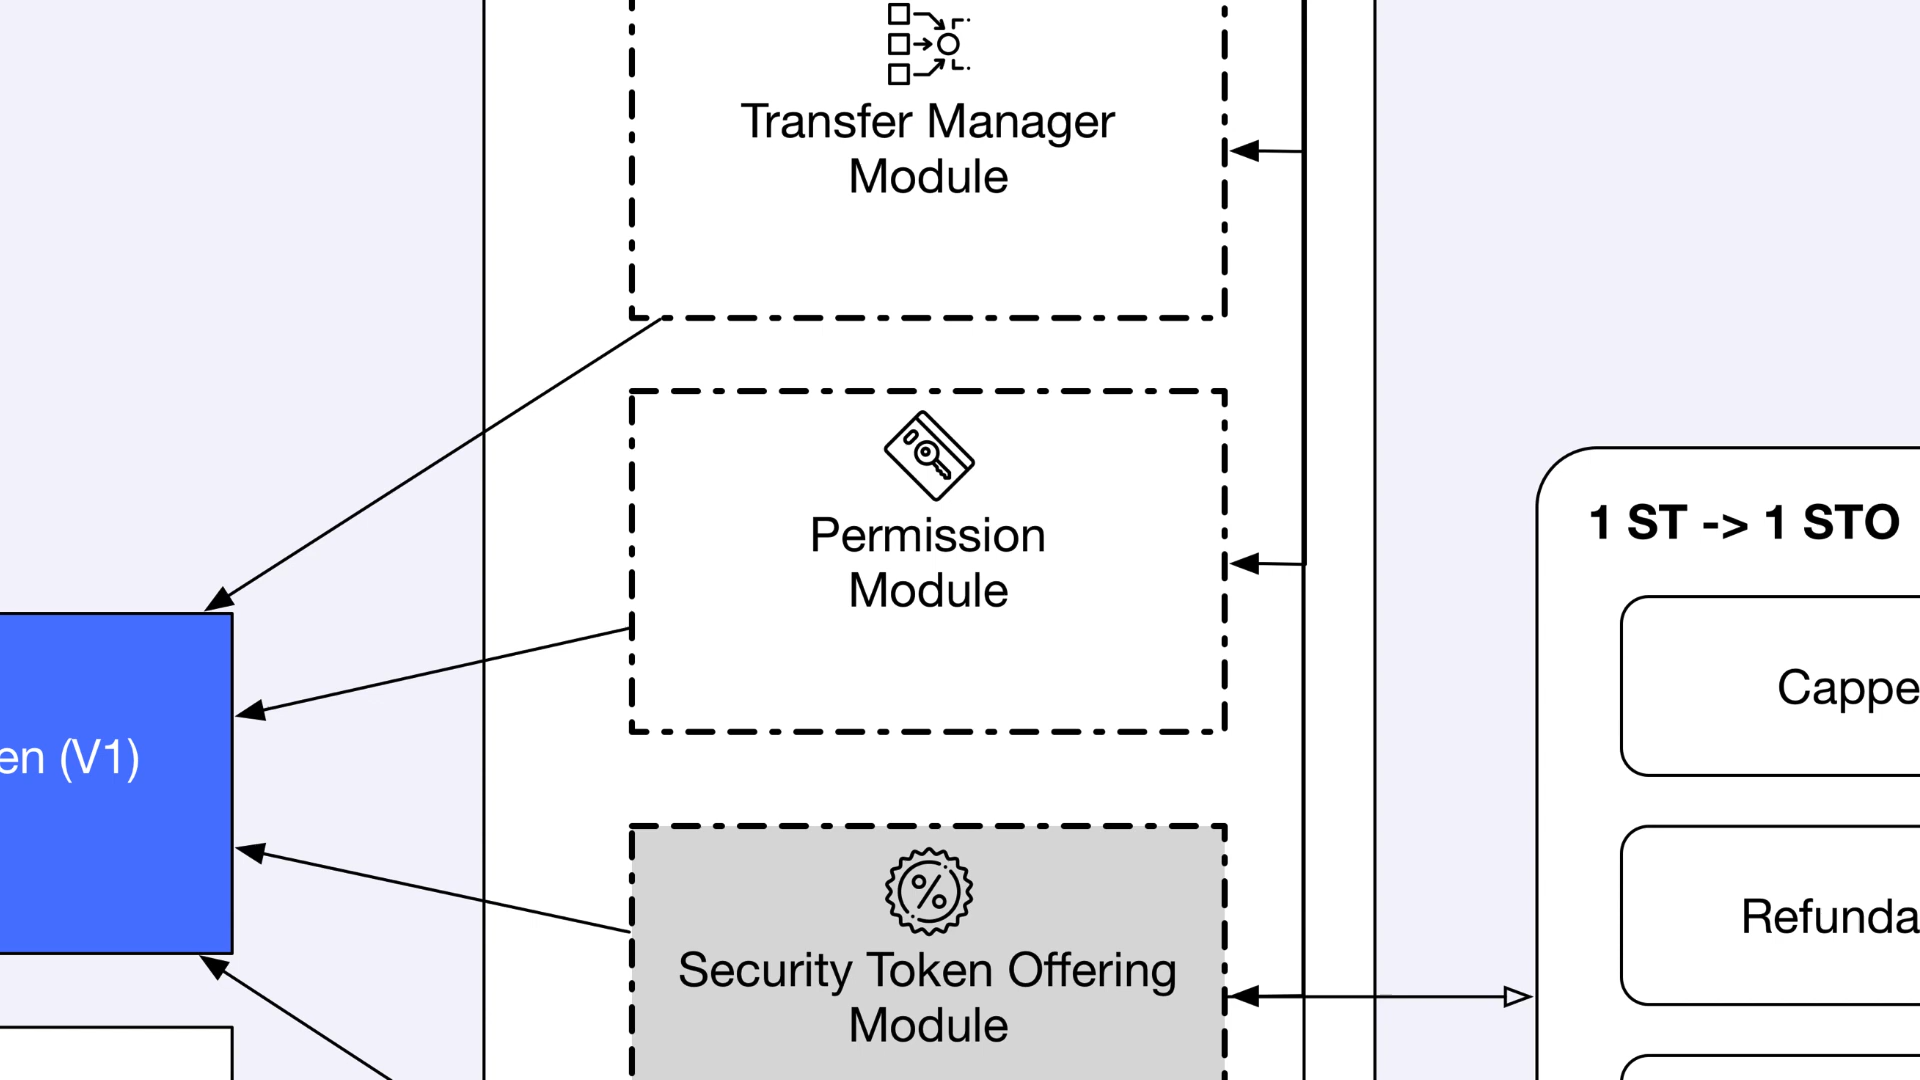 Transfer Manager
Module
Permission
Module
1 ST -> 1 STO
Cappe
en (V1)
Refunda
Security Token Offering
Module